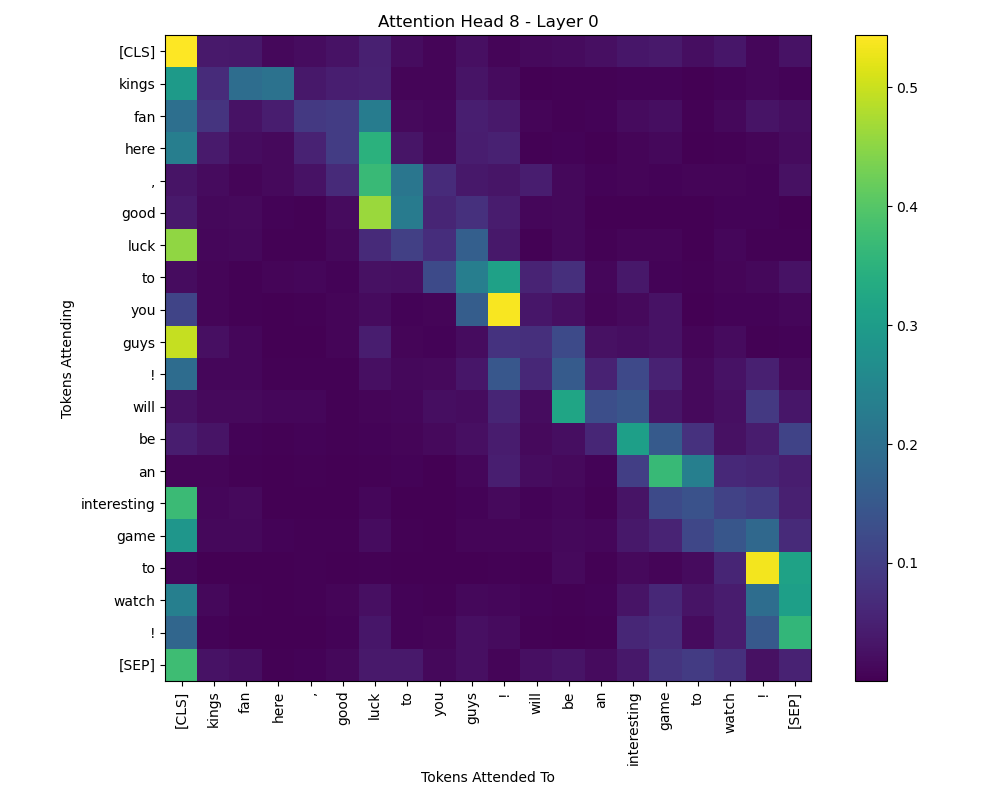 Attention Head 8 - Layer 0
Tokens Attending
[CLS]
kings
fan
here
,
good
luck
to
you
guys
!
will
be
an
interesting
game
to
watch
!
[SEP]
[CLS] kings fan here , good luck to you guys ! will be an interesting game to watch ! [SEP]
Tokens Attended To
0.5
0.4
0.3
0.2
0.1